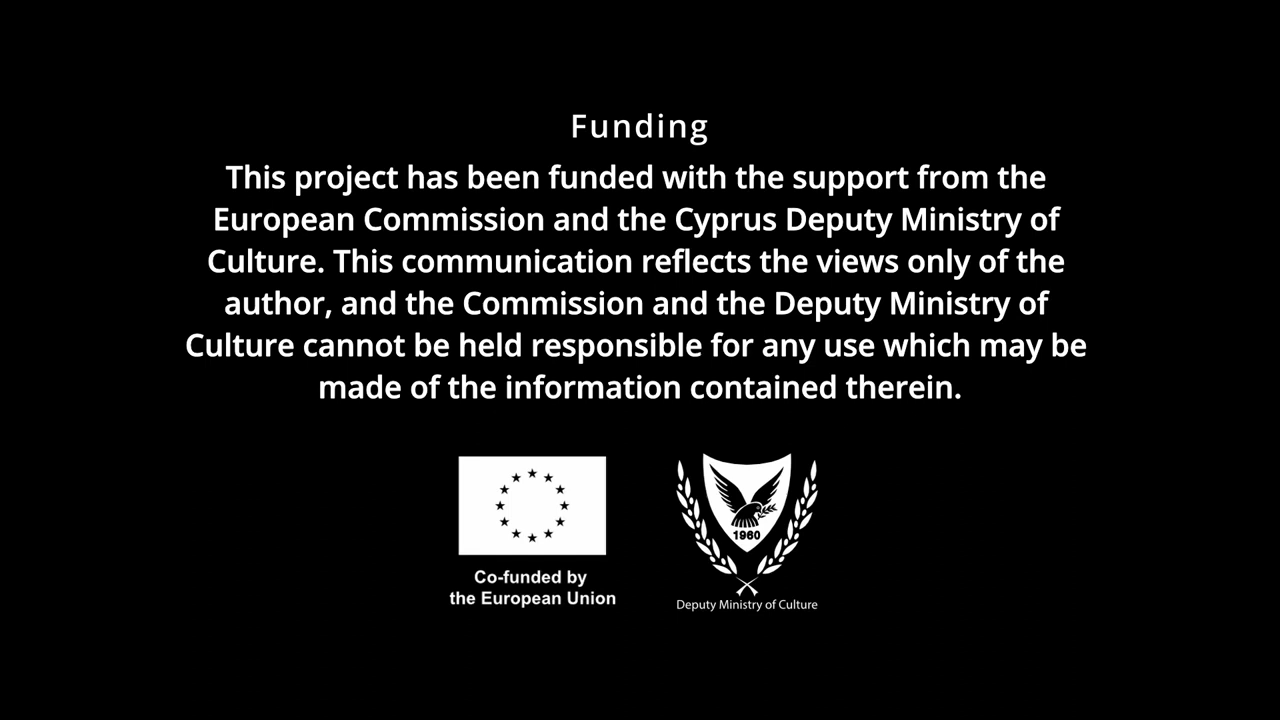 Funding
This project has been funded with the support from the
European Commission and the Cyprus Deputy Ministry of
Culture. This communication reflects the views only of the
author, and the Commission and the Deputy Ministry of
Culture cannot be held responsible for any use which may be
made of the information contained therein.
1960
Co-funded by
the European Union
Deputy Ministry of Culture